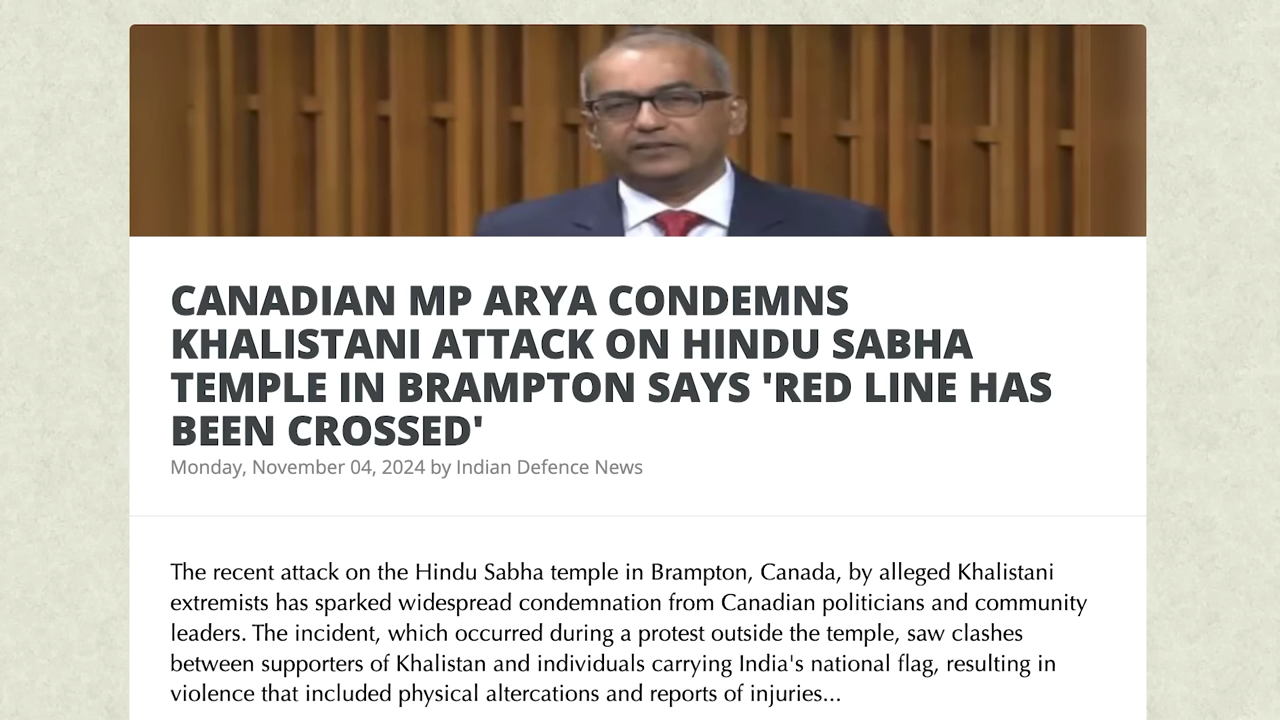 CANADIAN MP ARYA CONDEMNS
KHALISTANI ATTACK ON HINDU SABHA
TEMPLE IN BRAMPTON SAYS 'RED LINE HAS
BEEN CROSSED'
Monday, November 04, 2024 by Indian Defence News
The recent attack on the Hindu Sabha temple in Brampton, Canada, by alleged Khalistani
extremists has sparked widespread condemnation from Canadian politicians and community
leaders. The incident, which occurred during a protest outside the temple, saw clashes
between supporters of Khalistan and individuals carrying India's national flag, resulting in
violence that included physical altercations and reports of injuries...